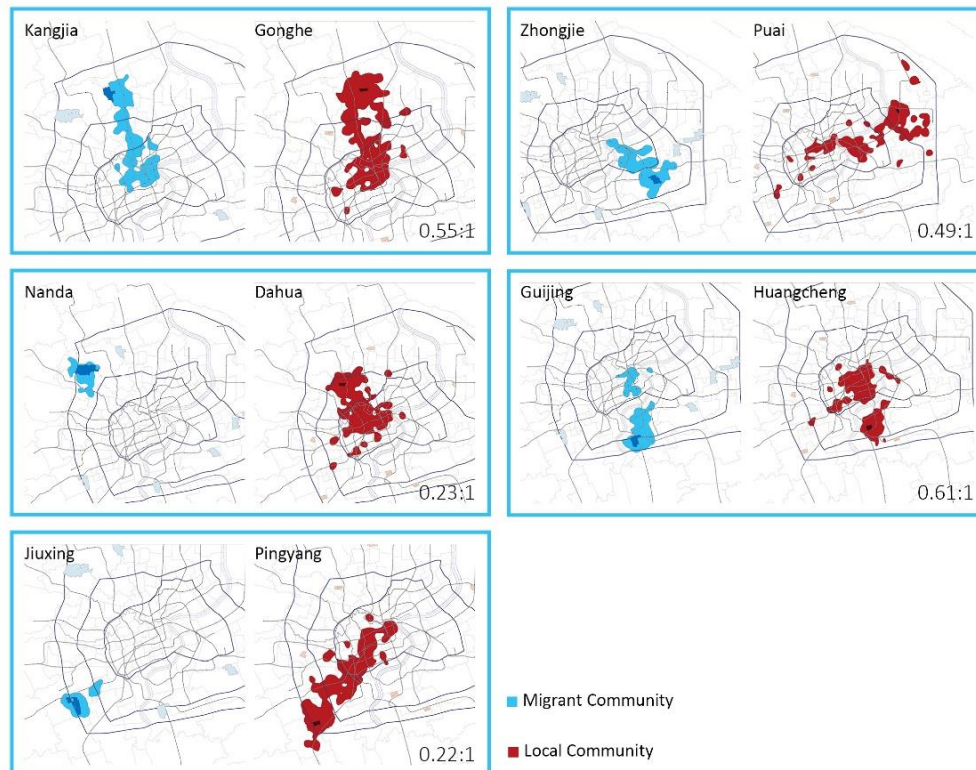 Kangjia
Gonghe
0.55:1
Zhongjie
Puai
0.49:1
Nanda
Dahua
0.23:1
Guijing
Huangcheng
0.61:1
Jiuxing
Pingyang
0.22:1
Migrant Community
Local Community